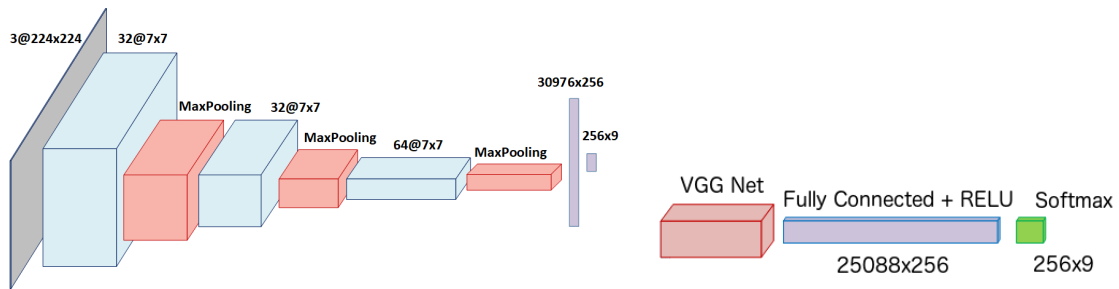 3@224x224
32@7x7
MaxPooling
32@7x7
MaxPooling
64@7x7
MaxPooling
30976x256
256x9
VGG Net
Fully Connected + RELU
Softmax
25088x256
256x9